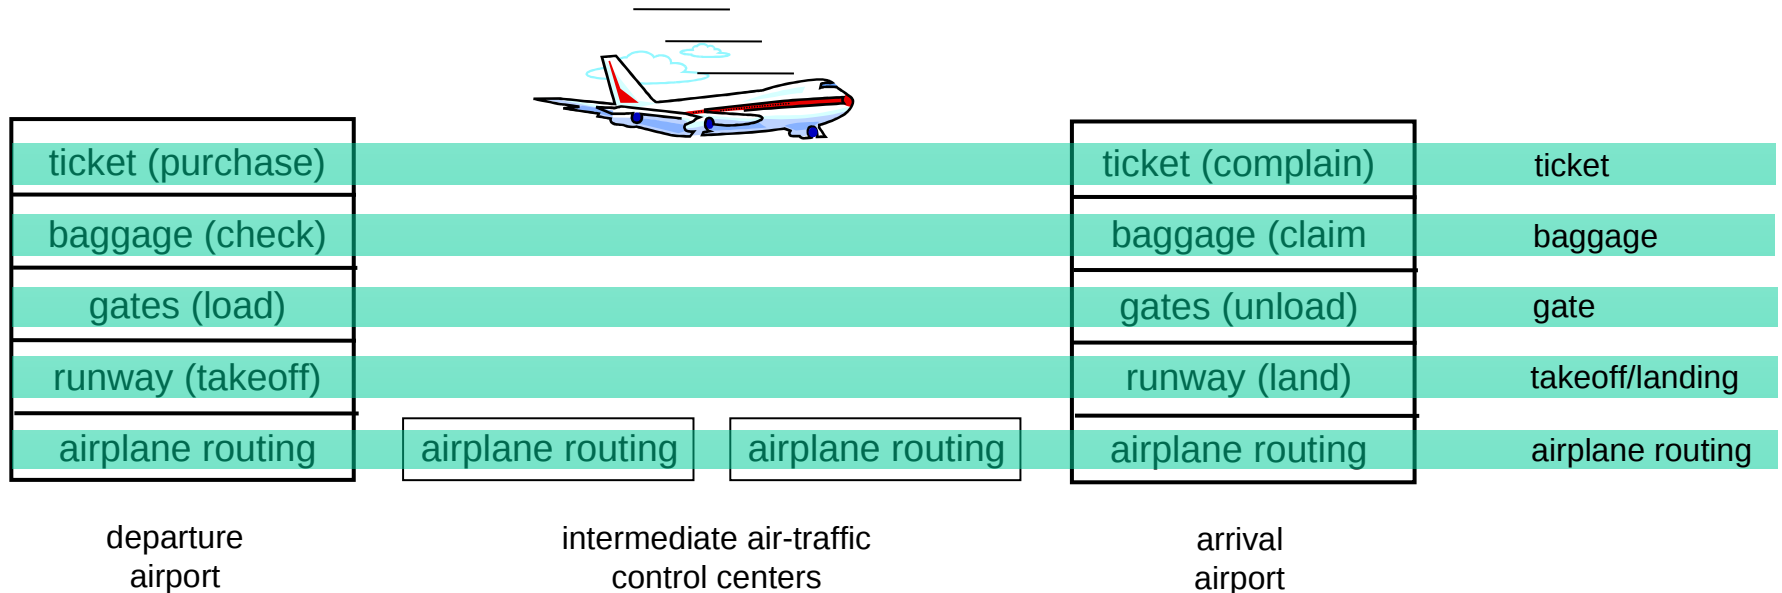 ticket (purchase) ticket (complain) ticket
baggage (check) baggage (claim baggage
gates (load) gates (unload) gate
runway (takeoff) runway (land) takeoff/landing
airplane routing airplane routing airplane routing airplane routing airplane routing
departure intermediate air-traffic arrival
airport control centers airport